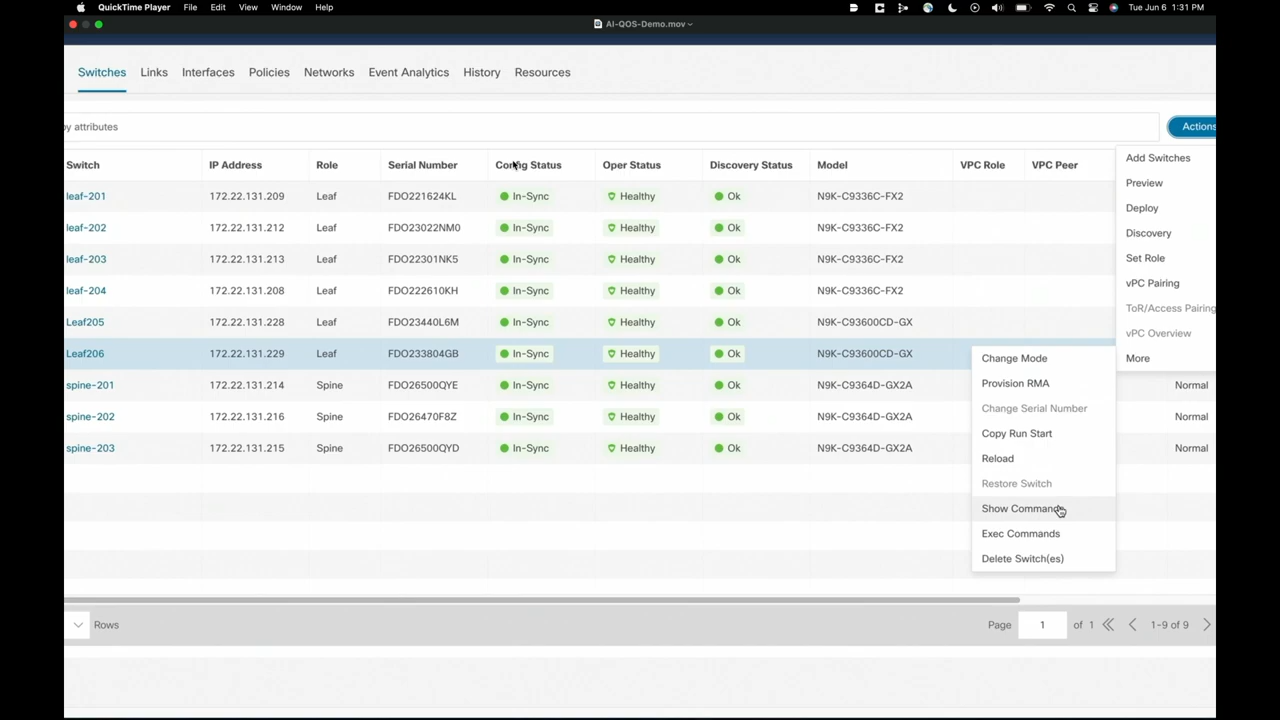 QuickTime Player File Edit View Window Help Tue Jun 6 1:31 PM
AI-QOS-Demo.mov
Switches Links Interfaces Policies Networks Event Analytics History Resources
by attributes Actions
Switch IP Address Role Serial Number Config Status Oper Status Discovery Status Model VPC Role VPC Peer
leaf-201 172.22.131.209 Leaf FDO221624KL In-Sync Healthy Ok N9K-C9336C-FX2
leaf-202 172.22.131.212 Leaf FDO23022NM0 In-Sync Healthy Ok N9K-C9336C-FX2
leaf-203 172.22.131.213 Leaf FDO22301NK5 In-Sync Healthy Ok N9K-C9336C-FX2
leaf-204 172.22.131.208 Leaf FDO222610KH In-Sync Healthy Ok N9K-C9336C-FX2
Leaf205 172.22.131.228 Leaf FDO23440L6M In-Sync Healthy Ok N9K-C93600CD-GX
Leaf206 172.22.131.229 Leaf FDO233804GB In-Sync Healthy Ok N9K-C93600CD-GX
spine-201 172.22.131.214 Spine FDO26500QYE In-Sync Healthy Ok N9K-C9364D-GX2A Normal
spine-202 172.22.131.216 Spine FDO26470F8Z In-Sync Healthy Ok N9K-C9364D-GX2A
spine-203 172.22.131.215 Spine FDO26500QYD In-Sync Healthy Ok N9K-C9364D-GX2A Normal
Add Switches
Preview
Deploy
Discovery
Set Role
vPC Pairing
ToR/Access Pairing
vPC Overview
More
Change Mode
Provision RMA
Change Serial Number
Copy Run Start
Reload
Restore Switch
Show Commands
Exec Commands
Delete Switch(es)
Rows Page 1 of 1 1-9 of 9